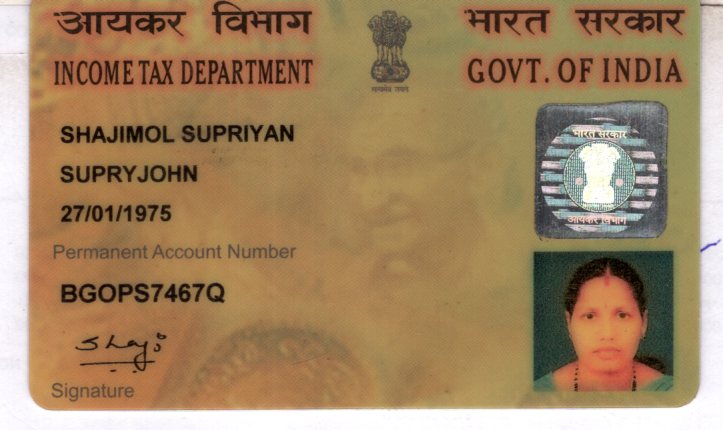 आयकर विभाग
भारत सरकार
INCOME TAX DEPARTMENT
GOVT. OF INDIA
सत्यमेव जयते
SHAJIMOL SUPRIYAN
SUPRYJOHN
27/01/1975
Permanent Account Number
BGOPS7467Q
Shaji
Signature
भारत सरकार
आयकर विभाग